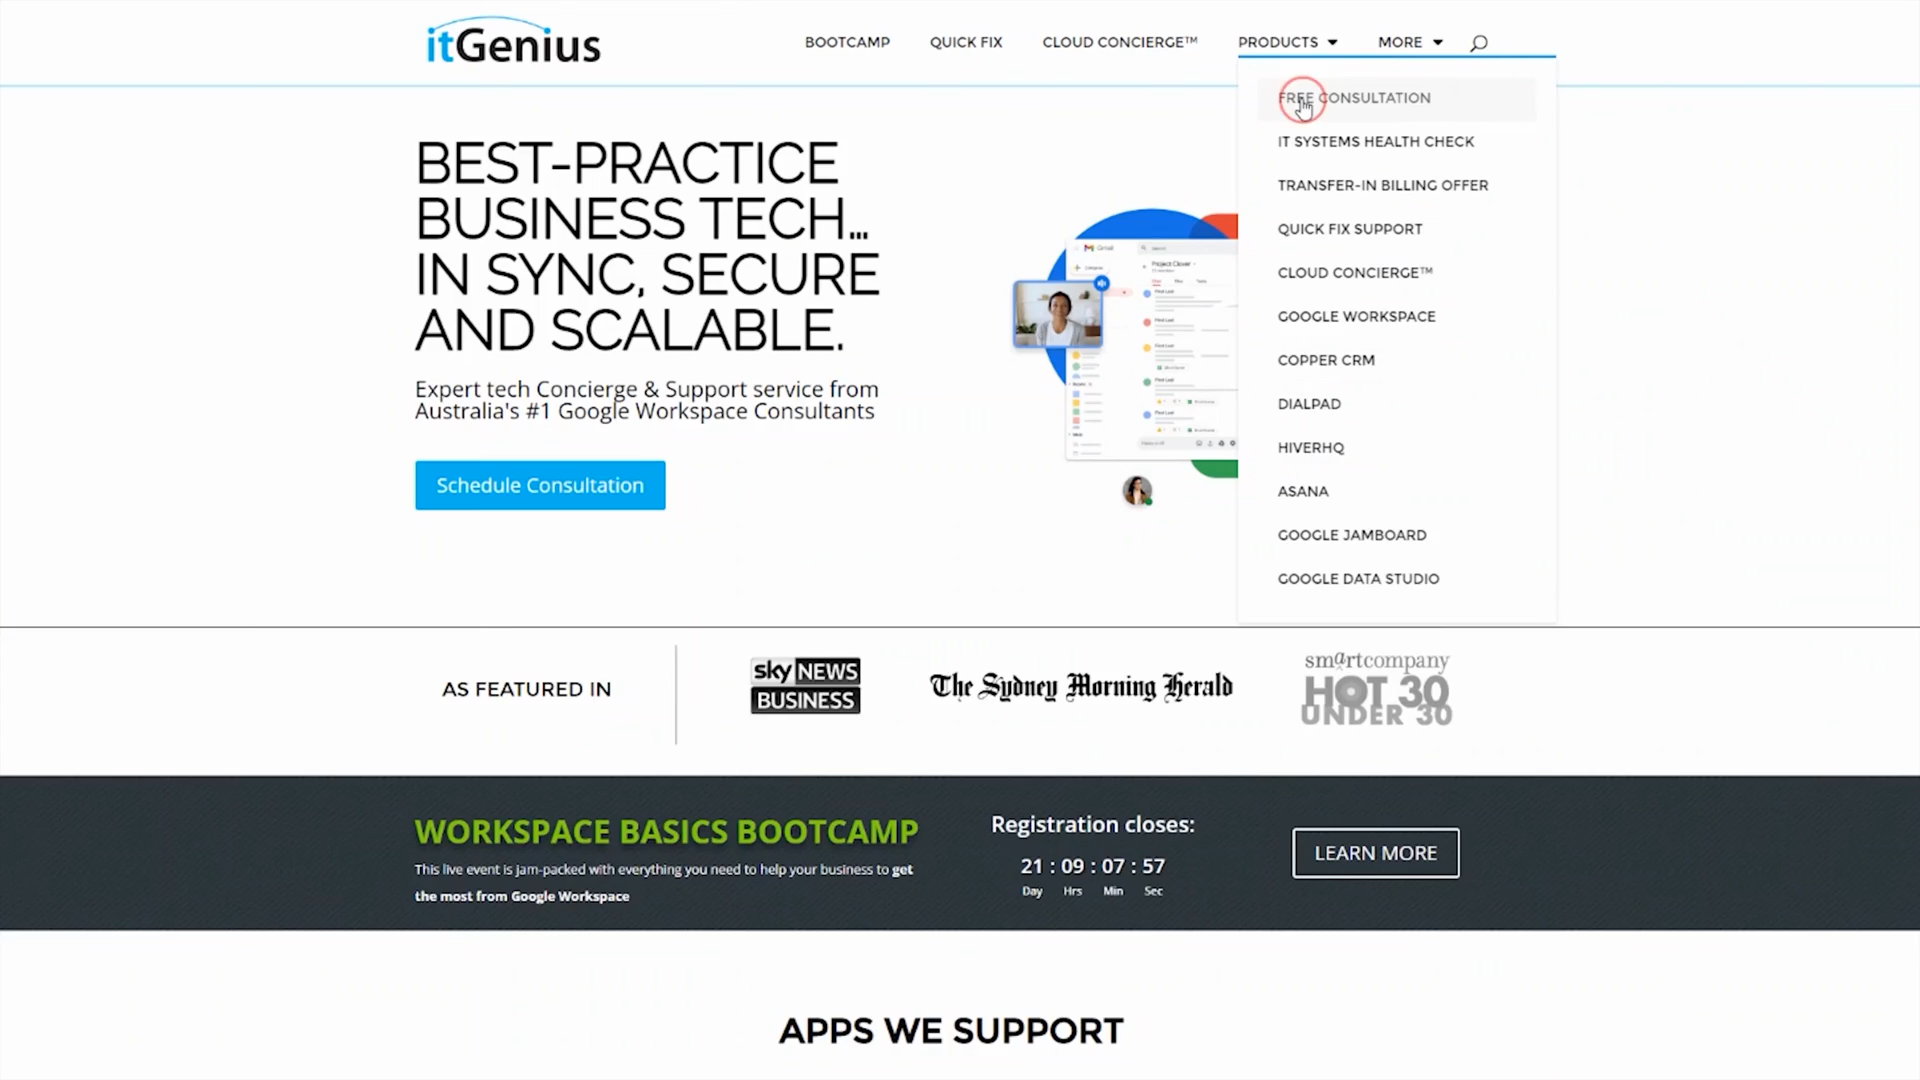 itGenius
BOOTCAMP
QUICK FIX
CLOUD CONCIERGE™
PRODUCTS
MORE
FREE CONSULTATION
IT SYSTEMS HEALTH CHECK
TRANSFER-IN BILLING OFFER
QUICK FIX SUPPORT
CLOUD CONCIERGE™
GOOGLE WORKSPACE
COPPER CRM
DIALPAD
HIVERHQ
ASANA
GOOGLE JAMBOARD
GOOGLE DATA STUDIO
BEST-PRACTICE
BUSINESS TECH...
IN SYNC, SECURE
AND SCALABLE.
Expert tech Concierge & Support service from
Australia's #1 Google Workspace Consultants
Schedule Consultation
Gmail
Project Clover
AS FEATURED IN
sky NEWS
BUSINESS
The Sydney Morning Herald
smartcompany
HOT 30
UNDER 30
WORKSPACE BASICS BOOTCAMP
This live event is jam-packed with everything you need to help your business to get
the most from Google Workspace
Registration closes:
21 : 09 : 07 : 57
Day Hrs Min Sec
LEARN MORE
APPS WE SUPPORT